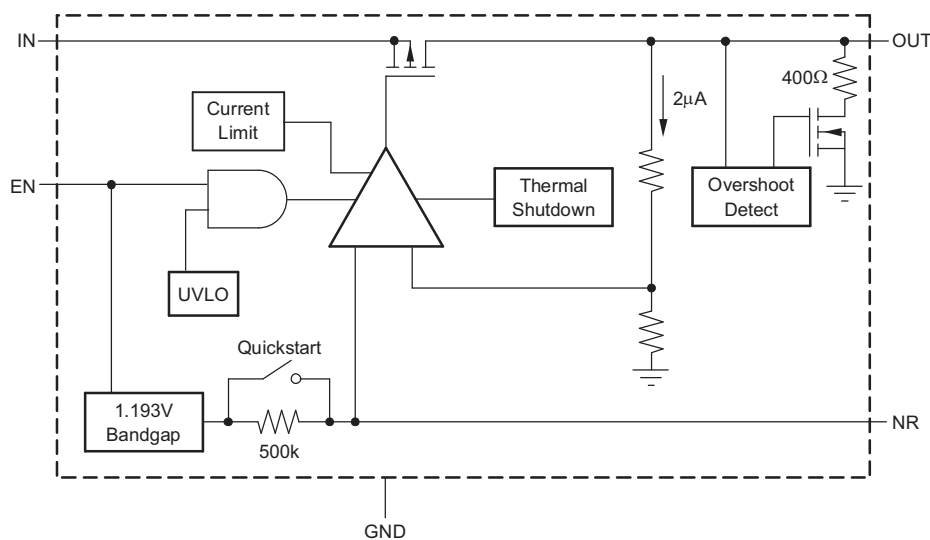 IN
OUT
400Ω
2μA
Current
Limit
EN
Thermal
Shutdown
Overshoot
Detect
UVLO
Quickstart
1.193V
Bandgap
500k
NR
GND